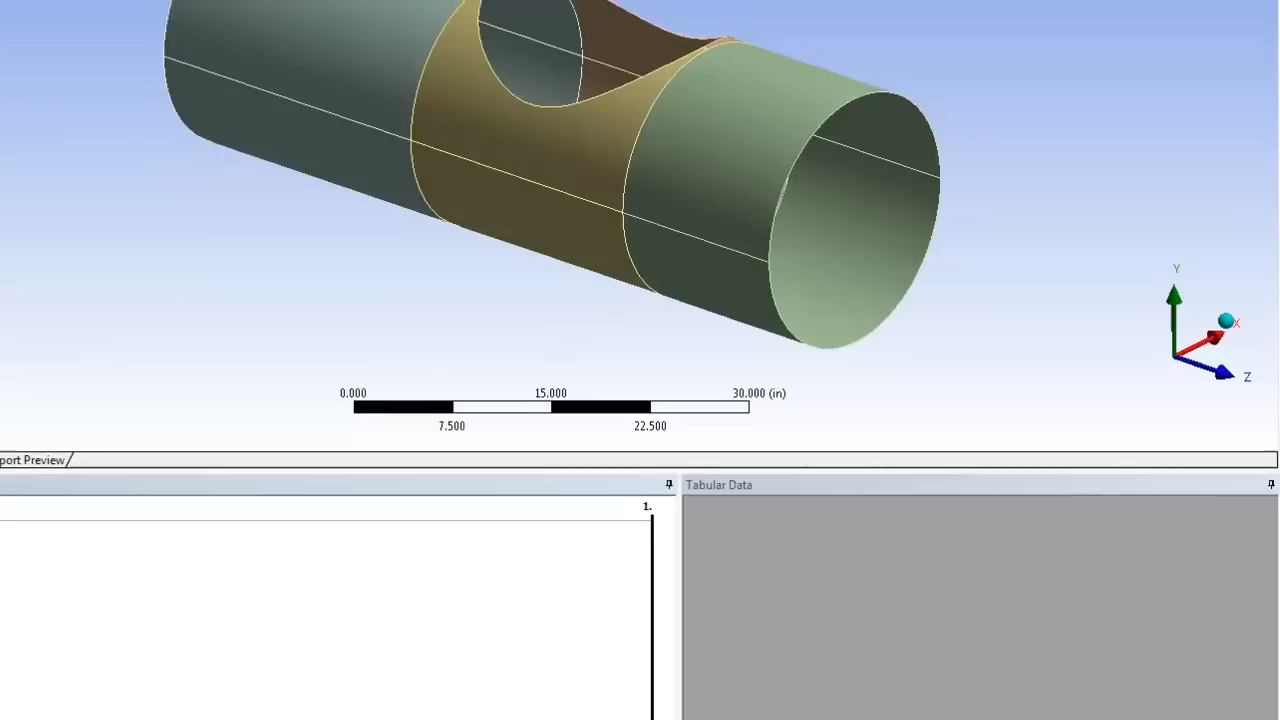 Y
X
Z
0.000
15.000
30.000 (in)
7.500
22.500
port Preview
Tabular Data
1.